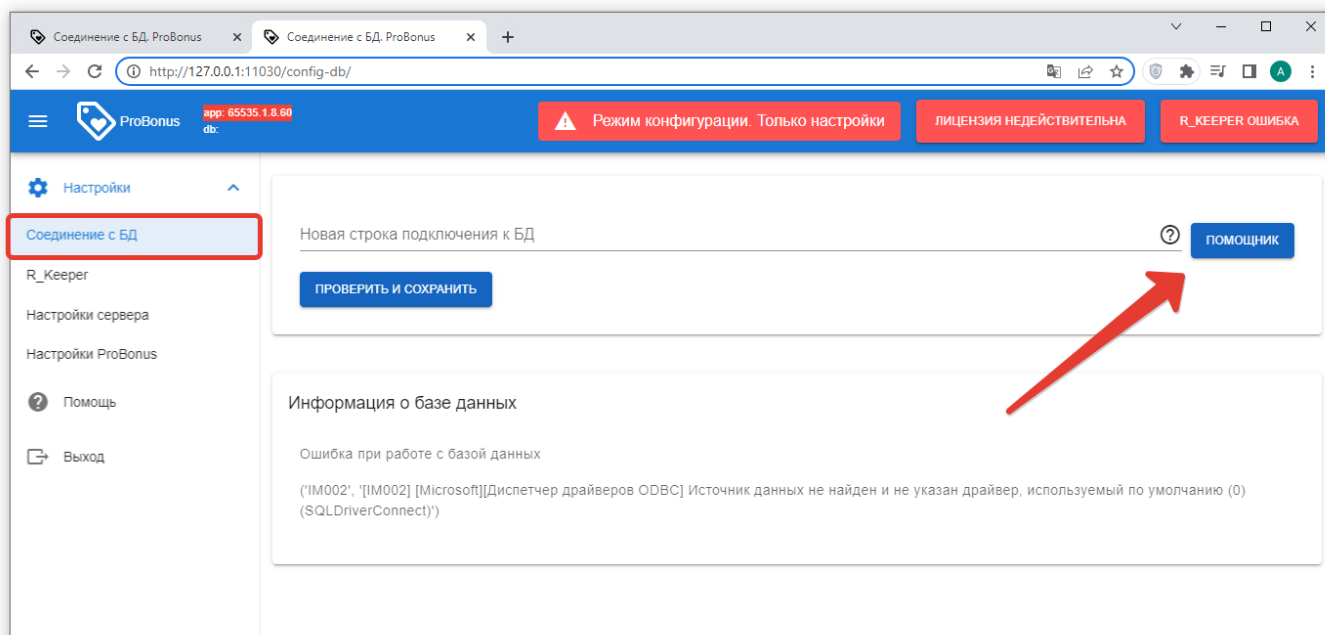 Соединение с БД. ProBonus
Соединение с БД. ProBonus
http://127.0.0.1:11030/config-db/
A
ProBonus
app: 65535.1.8.60
db:
Режим конфигурации. Только настройки
ЛИЦЕНЗИЯ НЕДЕЙСТВИТЕЛЬНА
R_KEEPER ОШИБКА
Настройки
Соединение с БД
R_Keeper
Настройки сервера
Настройки ProBonus
Помощь
Выход
Новая строка подключения к БД
ПОМОЩНИК
ПРОВЕРИТЬ И СОХРАНИТЬ
Информация о базе данных
Ошибка при работе с базой данных
('IM002', '[IM002] [Microsoft][Диспетчер драйверов ODBC] Источник данных не найден и не указан драйвер, используемый по умолчанию (0)
(SQLDriverConnect)')